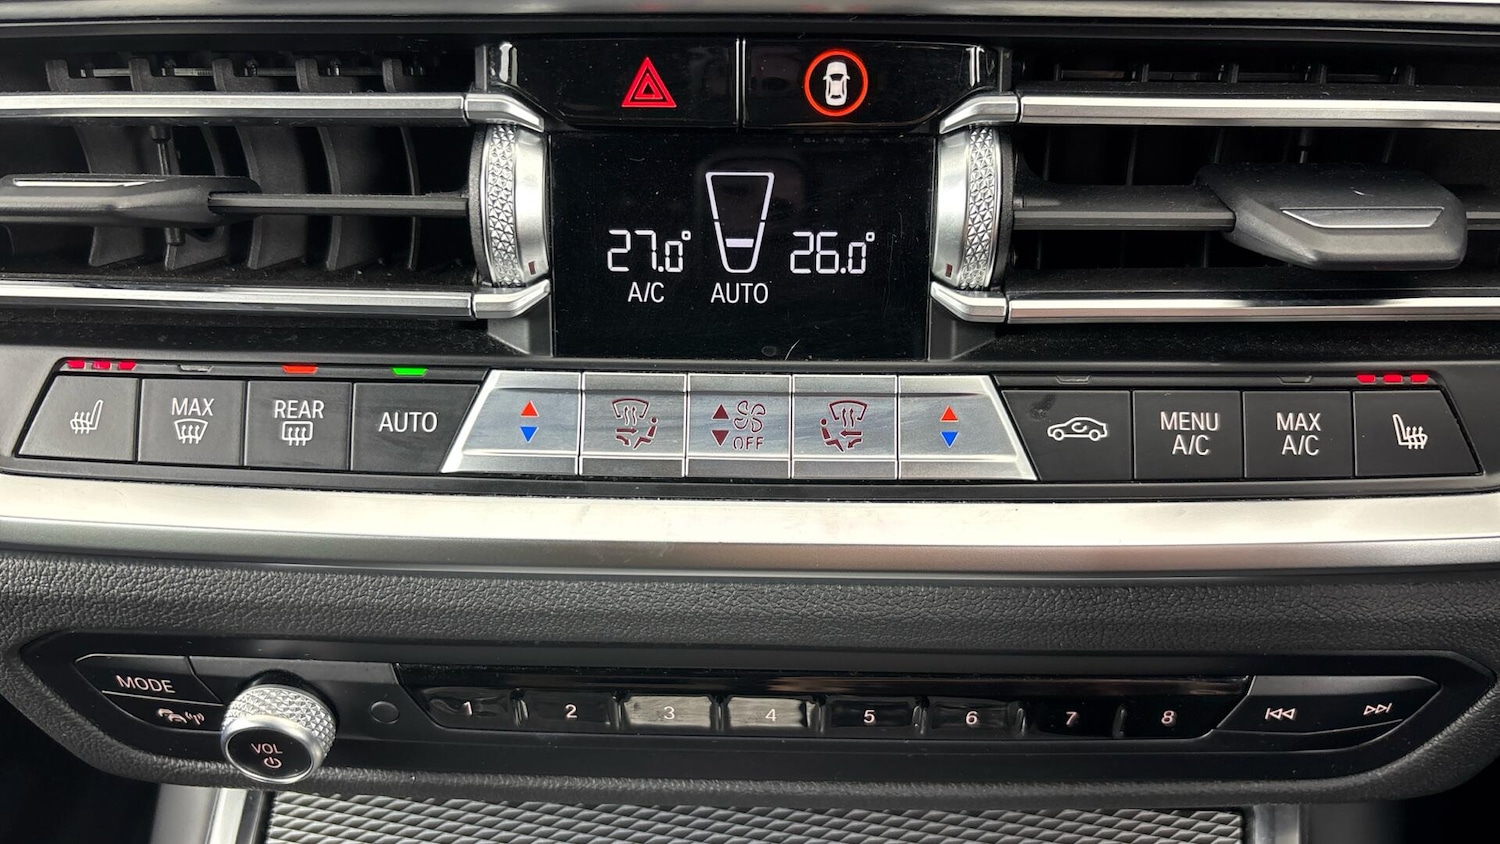 27.0°
26.0°
A/C
AUTO
MAX
REAR
AUTO
OFF
MENU
A/C
MAX
A/C
MODE
VOL
1
2
3
4
5
6
7
8